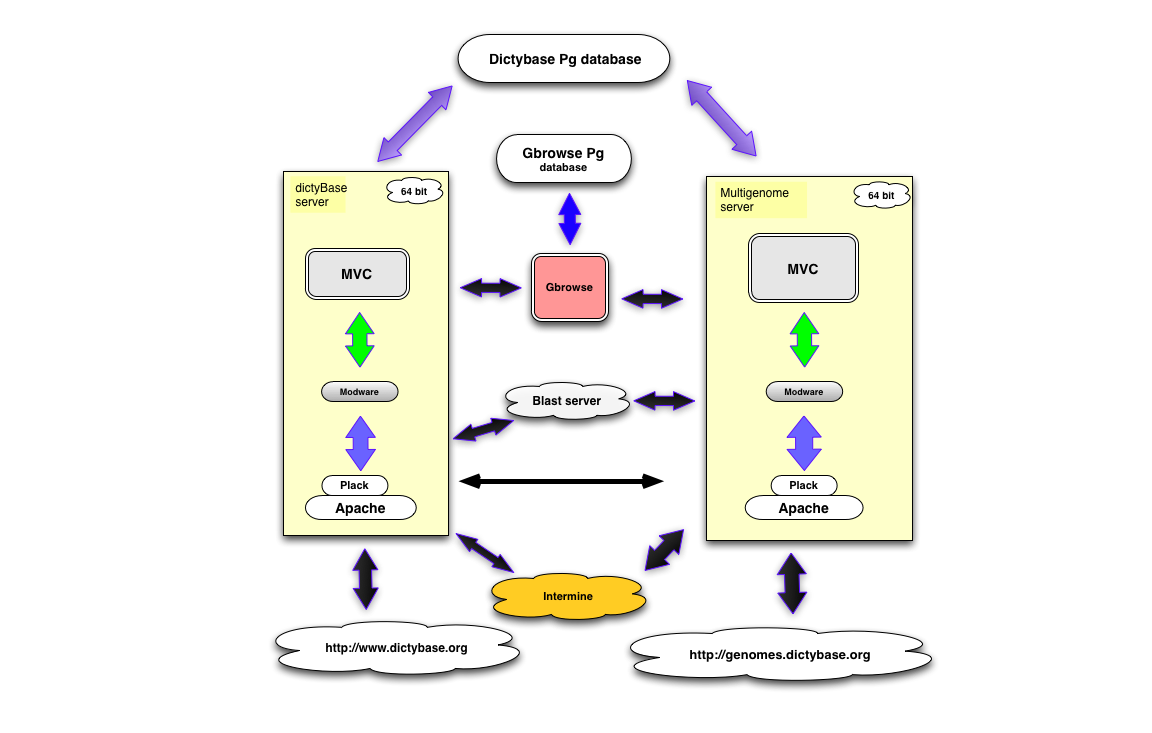 Dictybase Pg database
Gbrowse Pg
database
dictyBase
server
64 bit
Multigenome
server
64 bit
MVC
MVC
Gbrowse
Modware
Blast server
Modware
Plack
Apache
Plack
Apache
Intermine
http://www.dictybase.org
http://genomes.dictybase.org